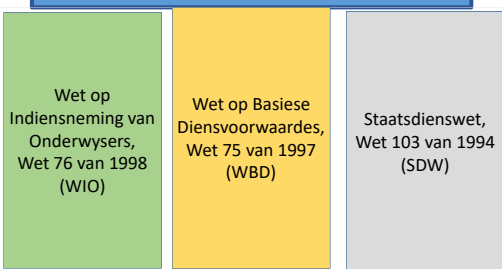 Wet op
Indiensneming van
Onderwysers,
Wet 76 van 1998
(WIO)
Wet op Basiese
Diensvoorwaardes,
Wet 75 van 1997
(WBD)
Staatsdienswet,
Wet 103 van 1994
(SDW)